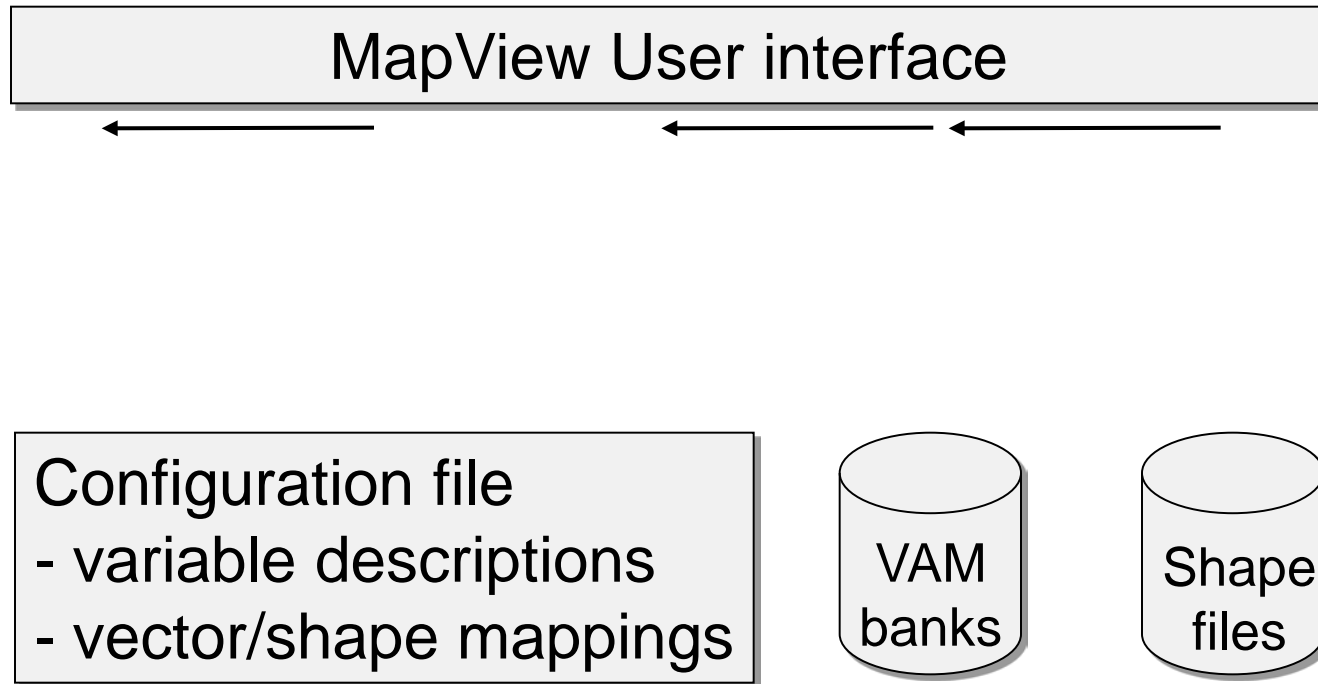 MapView User interface
Configuration file
- variable descriptions
- vector/shape mappings
VAM
banks
Shape
files